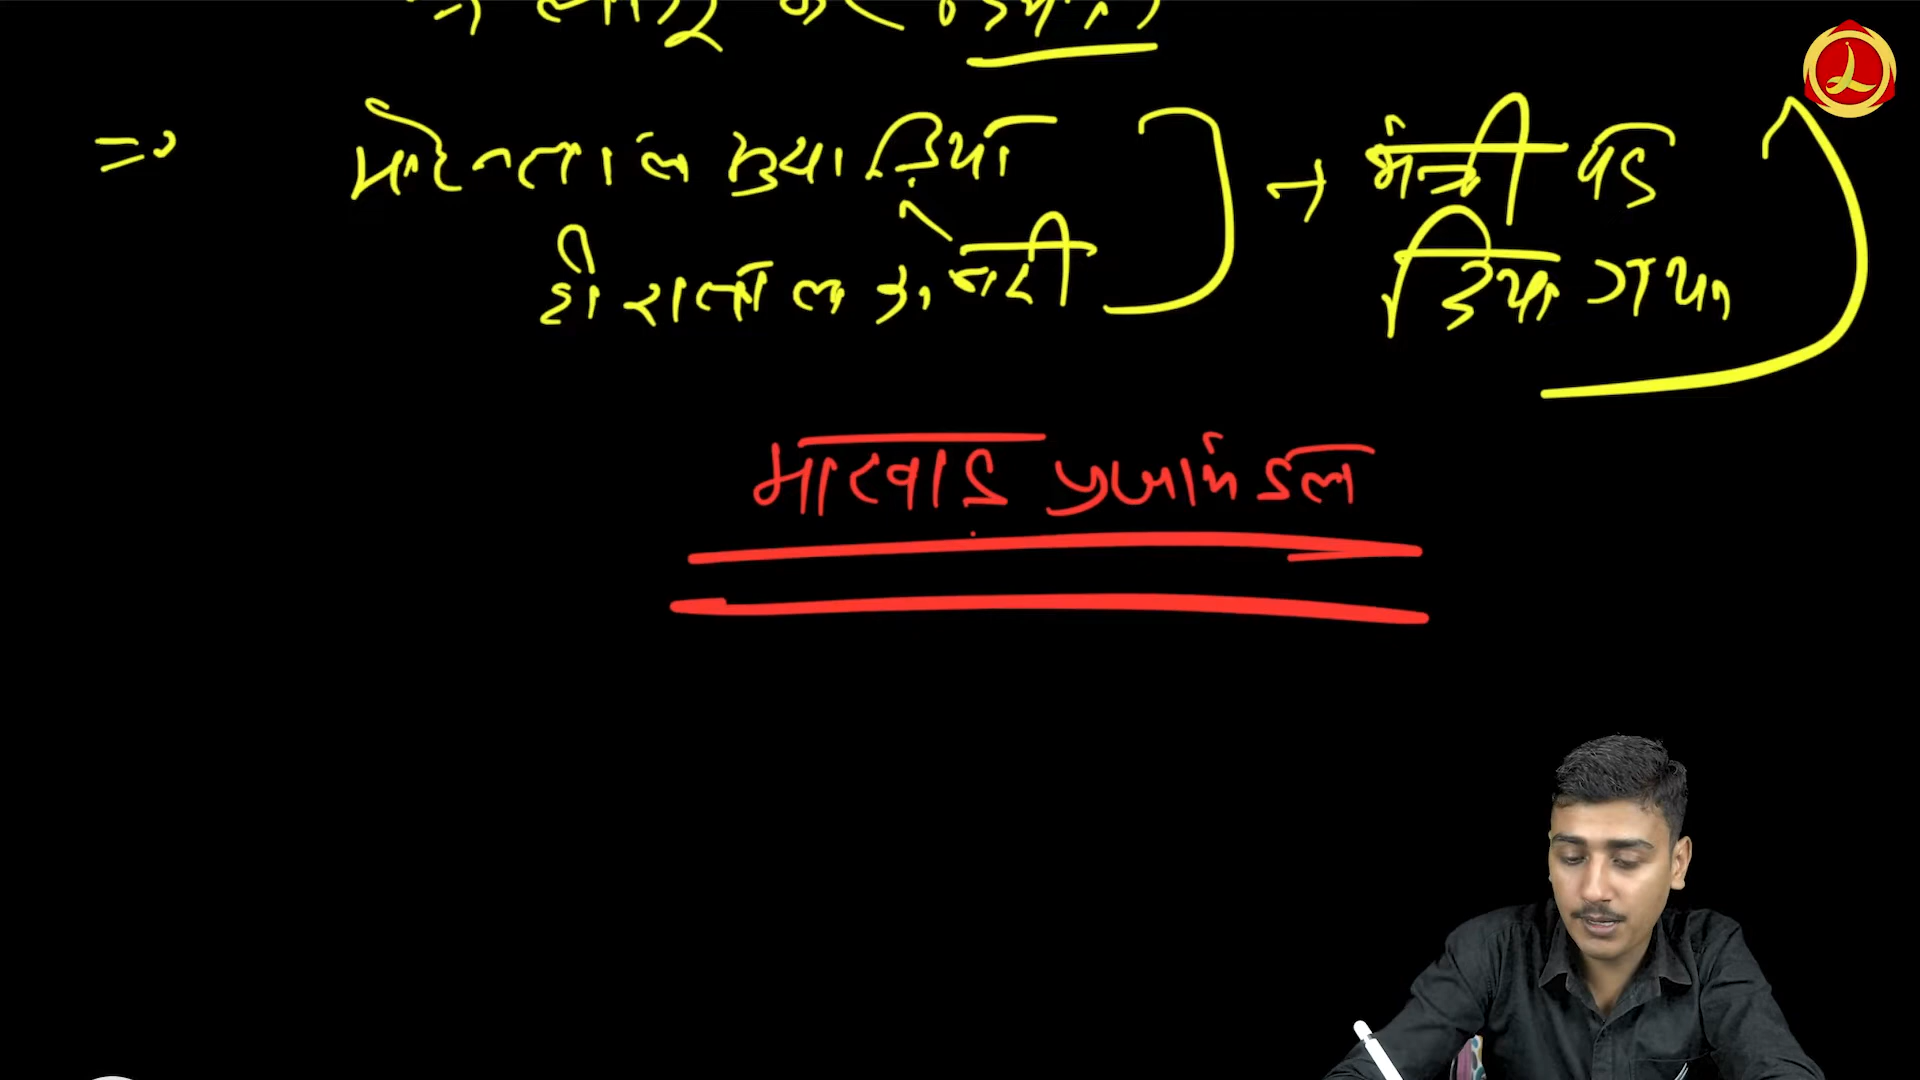 ⇒ मोहनलाल सुखाड़िया → मंत्री पद
हीरालाल कोठारी दिया गया
मारवाड़ प्रजामंडल